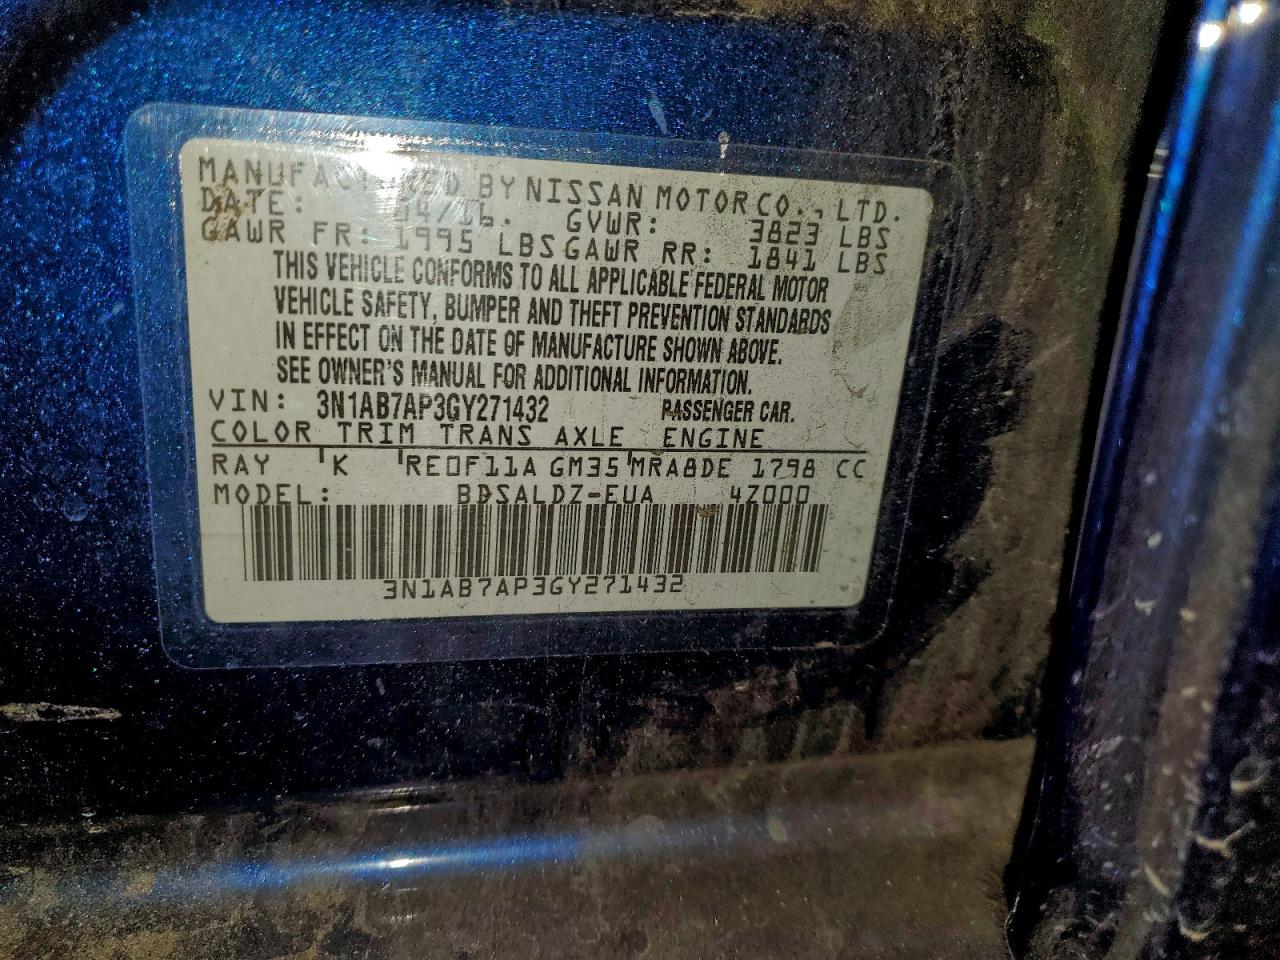 MANUFACTURED BY NISSAN MOTOR CO., LTD.
DATE: 04/16. GVWR: 3823 LBS
GAWR FR: 1995 LBS GAWR RR: 1841 LBS
THIS VEHICLE CONFORMS TO ALL APPLICABLE FEDERAL MOTOR
VEHICLE SAFETY, BUMPER AND THEFT PREVENTION STANDARDS
IN EFFECT ON THE DATE OF MANUFACTURE SHOWN ABOVE.
SEE OWNER'S MANUAL FOR ADDITIONAL INFORMATION.
VIN: 3N1AB7AP3GY271432 PASSENGER CAR.
COLOR TRIM TRANS AXLE ENGINE
RAY K RE0F11A GM35 MRA8DE 1798 CC
MODEL: BDSALDZ-EUA 4Z000
3N1AB7AP3GY271432